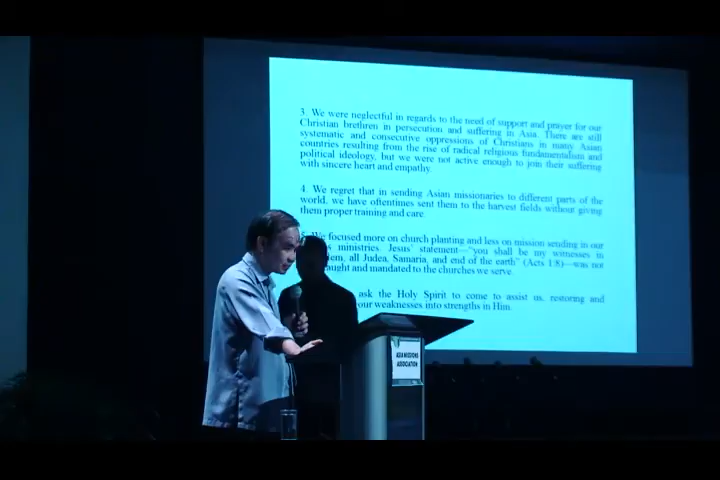 3. We were neglectful in regards to the need of support and prayer for our
Christian brethren in persecution and suffering in Asia. There are still
systematic and consecutive oppressions of Christians in many Asian
countries resulting from the rise of radical religious fundamentalism and
political ideology, but we were not active enough to join their suffering
with sincere heart and empathy.
4. We regret that in sending Asian missionaries to different parts of the
world, we have oftentimes sent them to the harvest fields without giving
them proper training and care.
5. We focused more on church planting and less on mission sending in our
ministries. Jesus' statement—"you shall be my witnesses in
all Judea, Samaria, and end of the earth" (Acts 1:8)—was not
and mandated to the churches we serve.
ask the Holy Spirit to come to assist us, restoring and
our weaknesses into strengths in Him.
ASIA MISSIONS
ASSOCIATION